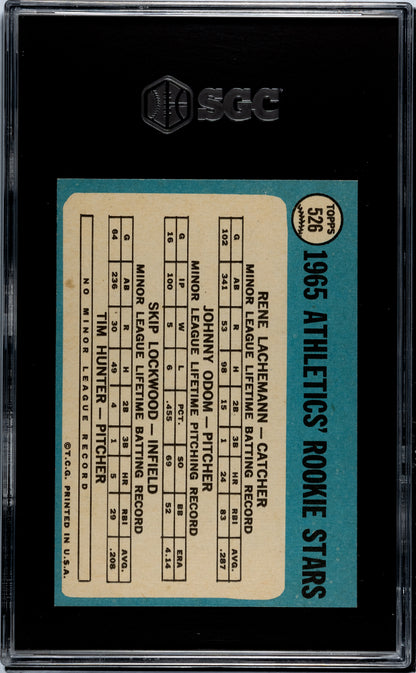 SGC
TOPPS
526
1965 ATHLETICS' ROOKIE STARS
RENE LACHEMANN — CATCHER
MINOR LEAGUE LIFETIME BATTING RECORD
G AB R H 2B 3B HR RBI AVG.
102 341 53 98 15 1 24 83 .287
JOHNNY ODOM — PITCHER
MINOR LEAGUE LIFETIME PITCHING RECORD
G IP W L PCT. SO BB ERA
16 100 5 6 .455 69 52 4.14
SKIP LOCKWOOD — INFIELD
MINOR LEAGUE LIFETIME BATTING RECORD
G AB R H 2B 3B HR RBI AVG.
64 236 30 49 4 1 5 29 .208
TIM HUNTER — PITCHER
NO MINOR LEAGUE RECORD
© T.C.G. PRINTED IN U.S.A.